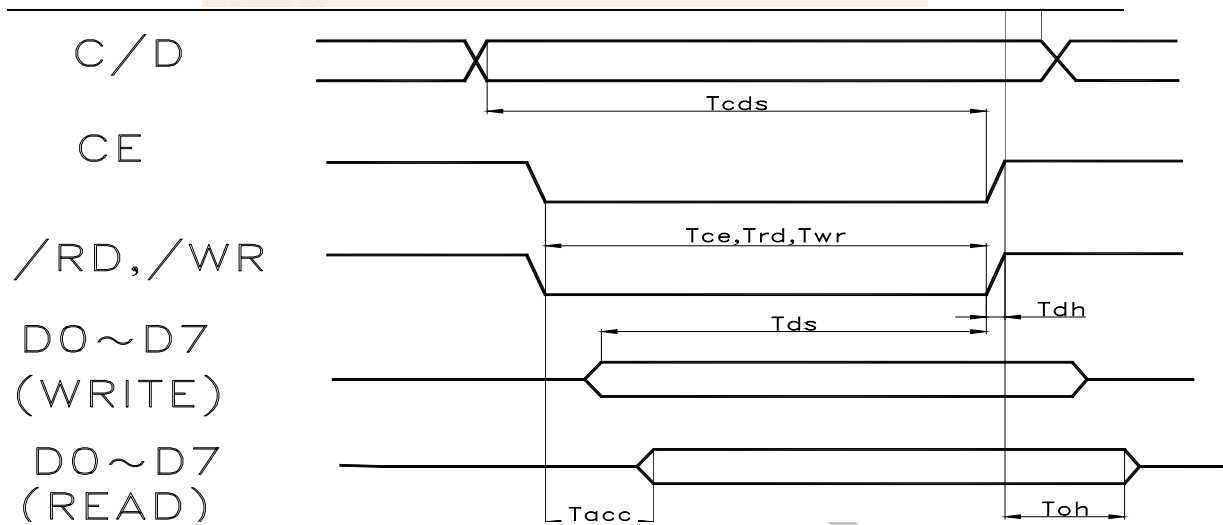 C/D
Tcds
CE
Tce,Trd,Twr
/RD,/WR
Tdh
Tds
D0~D7
(WRITE)
D0~D7
(READ)
Tacc
Toh